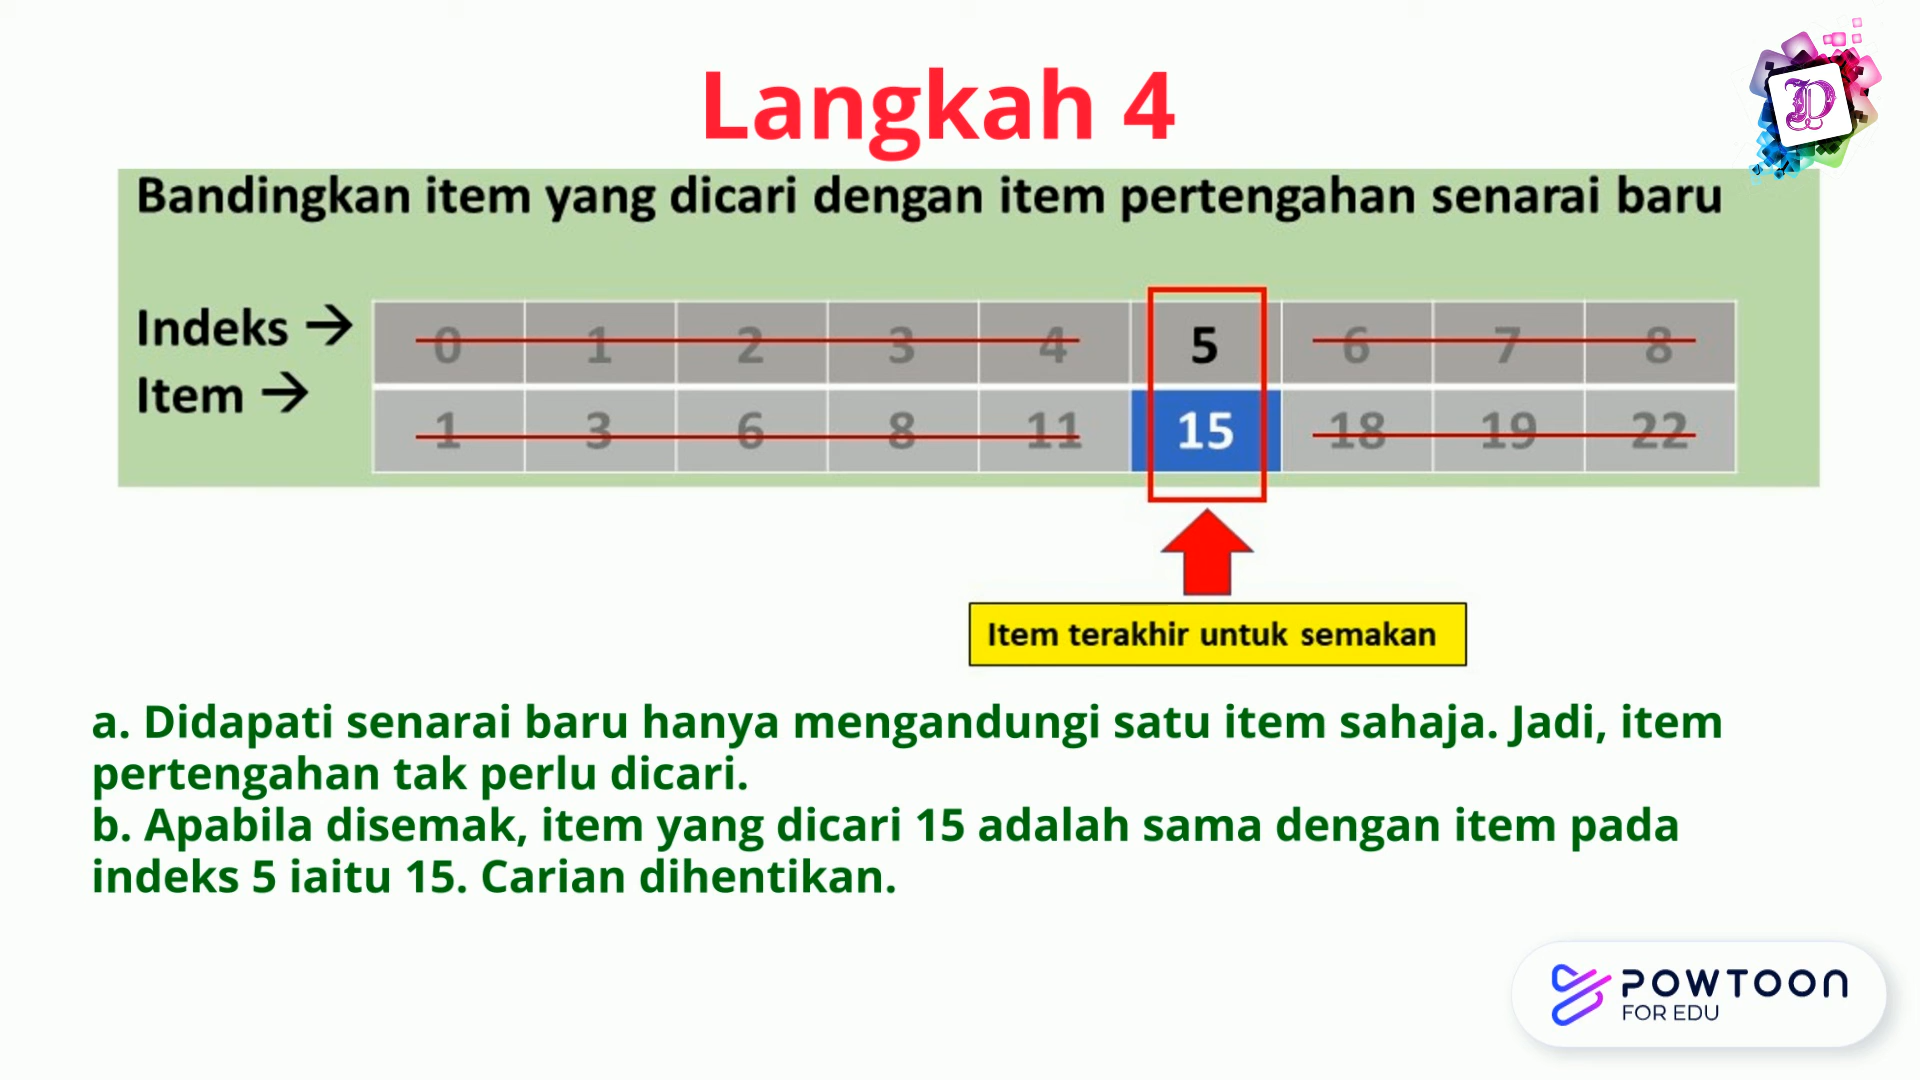 Langkah 4
Bandingkan item yang dicari dengan item pertengahan senarai baru
Indeks → 0 1 2 3 4 5 6 7 8
Item → 1 3 6 8 11 15 18 19 22
Item terakhir untuk semakan
a. Didapati senarai baru hanya mengandungi satu item sahaja. Jadi, item
pertengahan tak perlu dicari.
b. Apabila disemak, item yang dicari 15 adalah sama dengan item pada
indeks 5 iaitu 15. Carian dihentikan.
POWTOON
FOR EDU